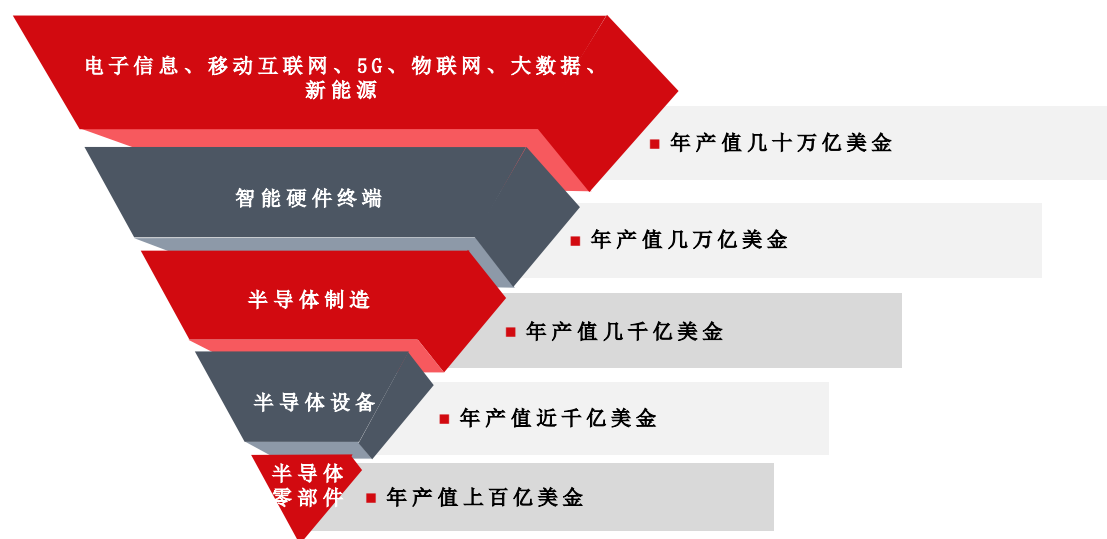 电子信息、移动互联网、5G、物联网、大数据、
新能源
年产值几十万亿美金
智能硬件终端
年产值几万亿美金
半导体制造
年产值几千亿美金
半导体设备
年产值近千亿美金
半导体
零部件
年产值上百亿美金